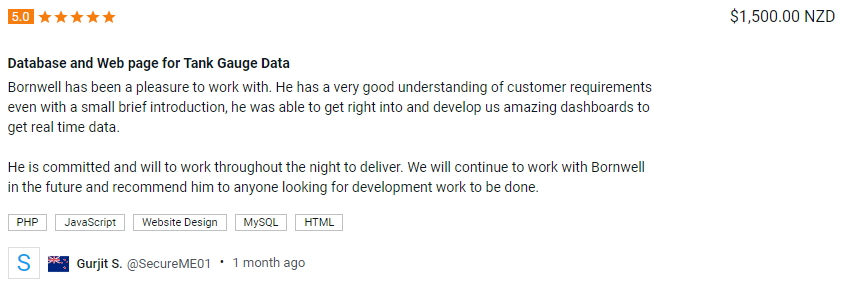 5.0 $1,500.00 NZD
Database and Web page for Tank Gauge Data
Bornwell has been a pleasure to work with. He has a very good understanding of customer requirements
even with a small brief introduction, he was able to get right into and develop us amazing dashboards to
get real time data.
He is committed and will to work throughout the night to deliver. We will continue to work with Bornwell
in the future and recommend him to anyone looking for development work to be done.
PHP JavaScript Website Design MySQL HTML
S Gurjit S. @SecureME01 • 1 month ago